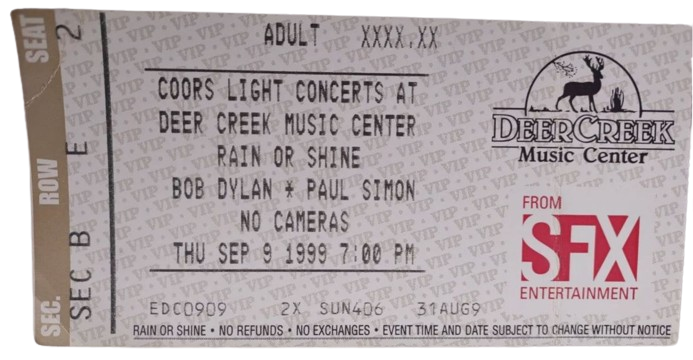 SEAT 2
ROW E
SEC. SEC B
ADULT XXXX.XX
COORS LIGHT CONCERTS AT
DEER CREEK MUSIC CENTER
RAIN OR SHINE
BOB DYLAN * PAUL SIMON
NO CAMERAS
THU SEP 9 1999 7:00 PM
EDC0909 2X SUN406 31AUG9
RAIN OR SHINE • NO REFUNDS • NO EXCHANGES • EVENT TIME AND DATE SUBJECT TO CHANGE WITHOUT NOTICE
DEER CREEK
Music Center
FROM
SFX
ENTERTAINMENT
VIP